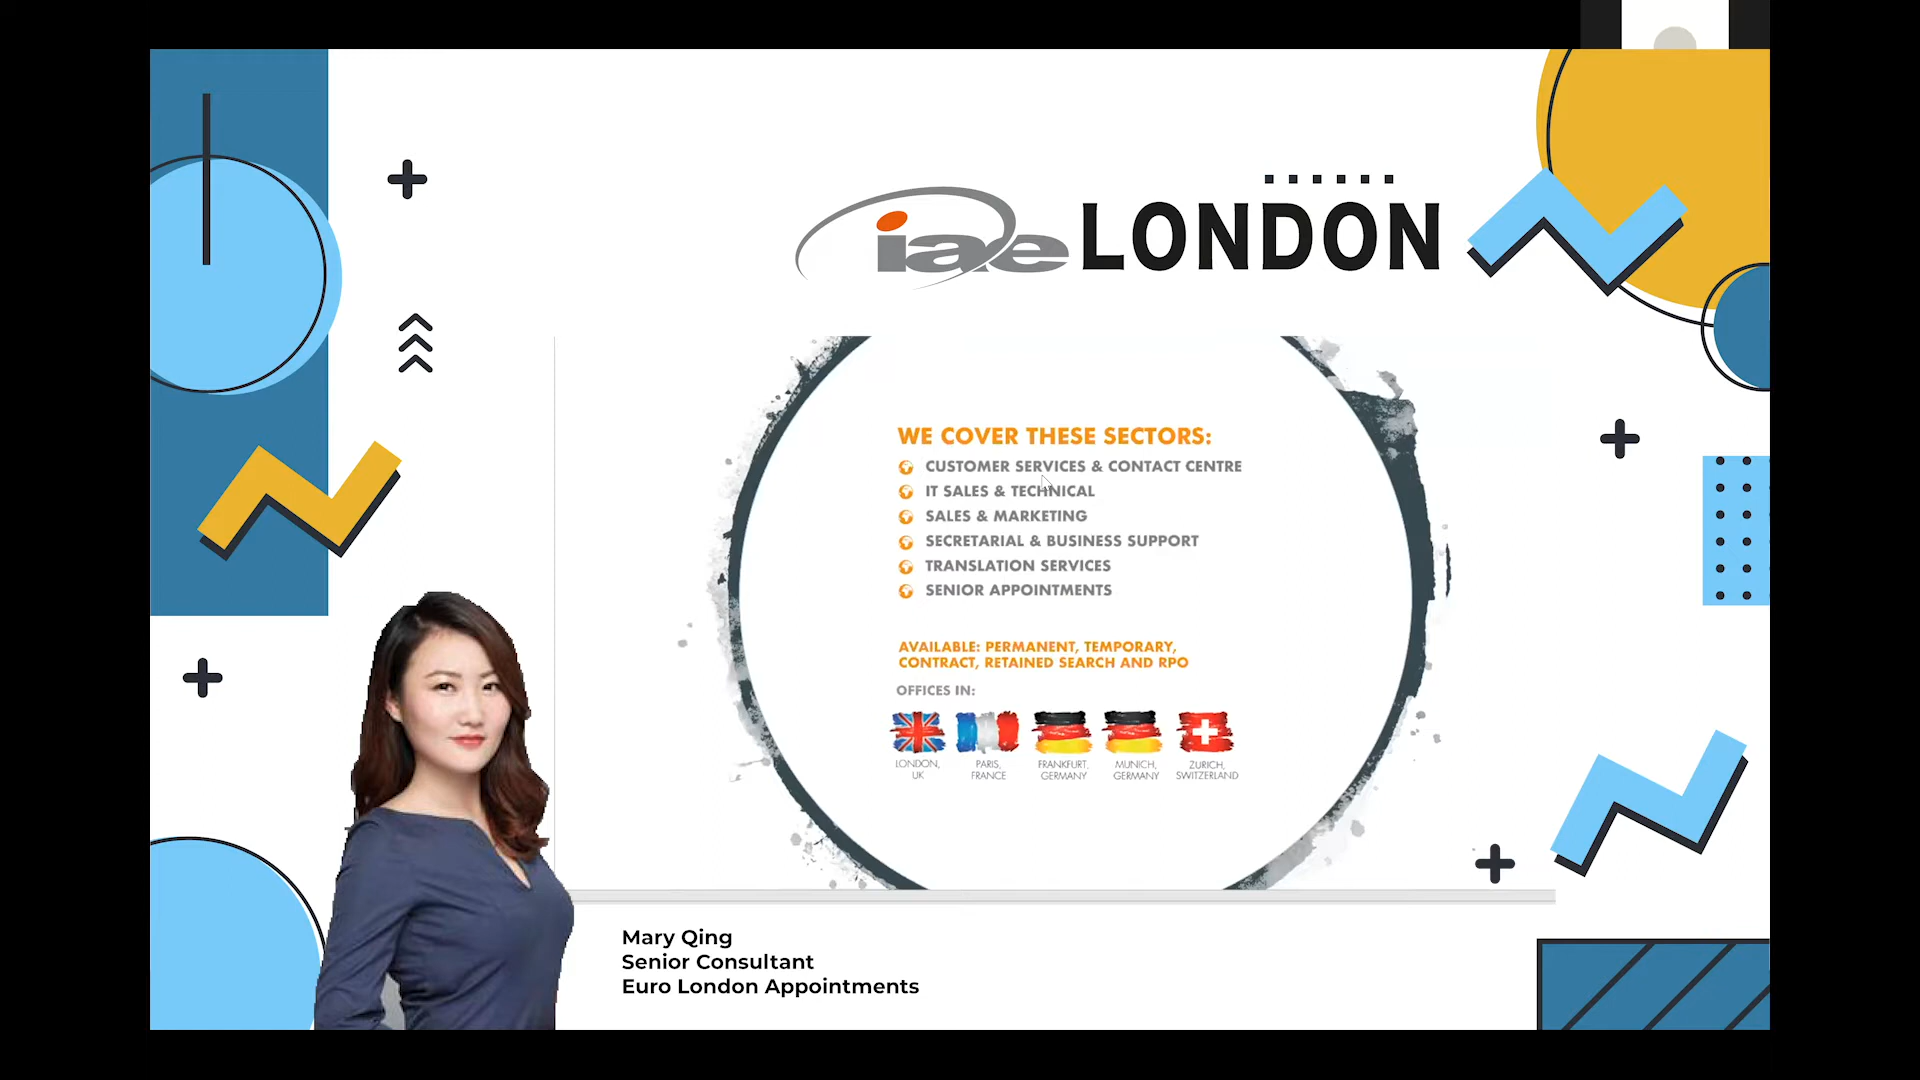 iae LONDON
WE COVER THESE SECTORS:
CUSTOMER SERVICES & CONTACT CENTRE
IT SALES & TECHNICAL
SALES & MARKETING
SECRETARIAL & BUSINESS SUPPORT
TRANSLATION SERVICES
SENIOR APPOINTMENTS
AVAILABLE: PERMANENT, TEMPORARY,
CONTRACT, RETAINED SEARCH AND RPO
OFFICES IN:
LONDON,
UK
PARIS,
FRANCE
FRANKFURT,
GERMANY
MUNICH,
GERMANY
ZURICH,
SWITZERLAND
Mary Qing
Senior Consultant
Euro London Appointments